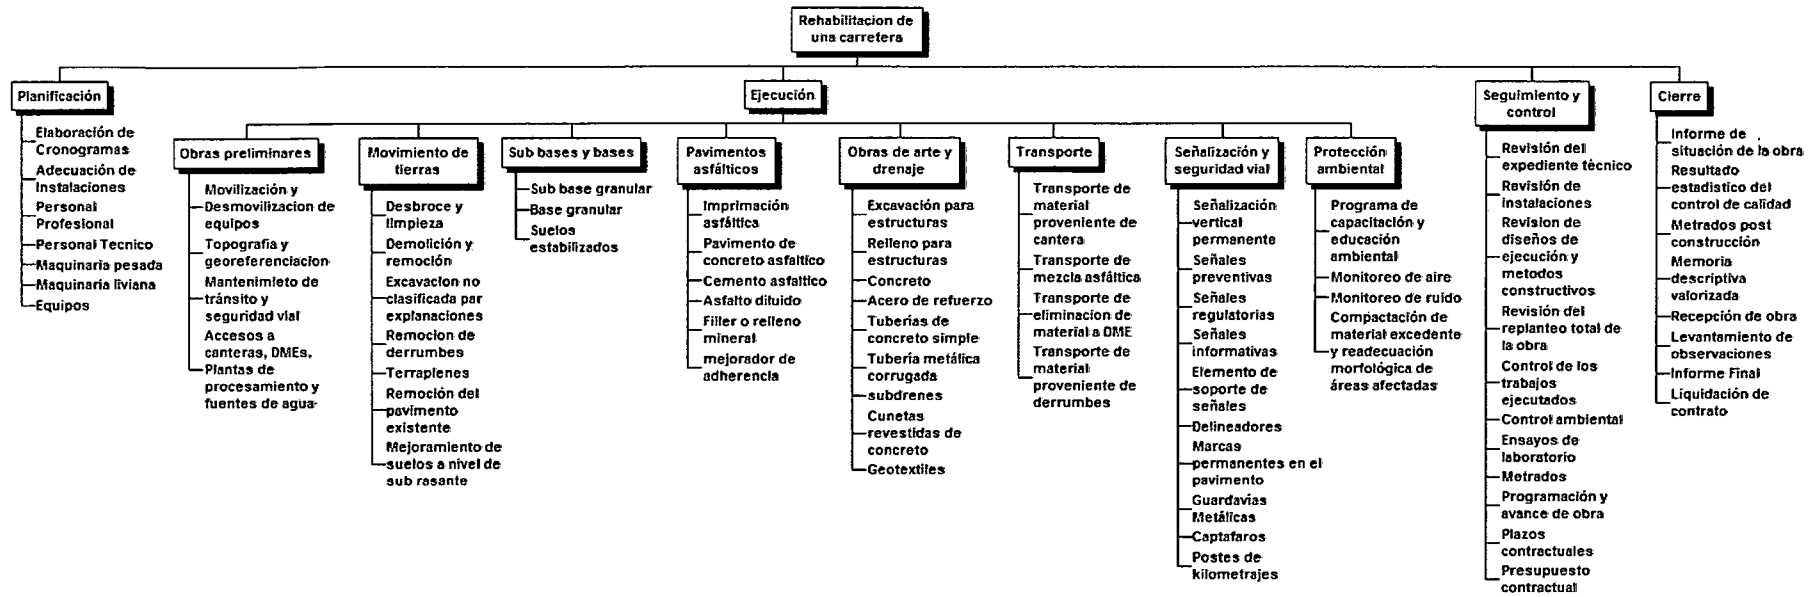 Rehabilitacion de
una carretera
Planificación
Elaboración de
Cronogramas
Adecuación de
Instalaciones
Personal
Profesional
Personal Tecnico
Maquinaria pesada
Maquinaria liviana
Equipos
Ejecución
Obras preliminares
Movilización y
Desmovilizacion de
equipos
Topografia y
georeferenciacion
Mantenimieto de
tránsito y
seguridad vial
Accesos a
canteras, DMEs,
Plantas de
procesamiento y
fuentes de agua
Movimiento de
tierras
Desbroce y
limpieza
Demolición y
remoción
Excavacion no
clasificada par
explanaciones
Remocion de
derrumbes
Terraplenes
Remoción del
pavimento
existente
Mejoramiento de
suelos a nivel de
sub rasante
Sub bases y bases
Sub base granular
Base granular
Suelos
estabilizados
Pavimentos
asfálticos
Imprimación
asfáltica
Pavimento de
concreto asfaltico
Cemento asfaltico
Asfalto diluido
Filler o relleno
mineral
mejorador de
adherencia
Obras de arte y
drenaje
Excavación para
estructuras
Relleno para
estructuras
Concreto
Acero de refuerzo
Tuberías de
concreto simple
Tubería metálica
corrugada
subdrenes
Cunetas
revestidas de
concreto
Geotextiles
Transporte
Transporte de
material
proveniente de
cantera
Transporte de
mezcla asfáltica
Transporte de
eliminacion de
material a DME
Transporte de
material
proveniente de
derrumbes
Señalización y
seguridad vial
Señalización
vertical
permanente
Señales
preventivas
Señales
regulatorias
Señales
informativas
Elemento de
soporte de
señales
Delineadores
Marcas
permanentes en el
pavimento
Guardavías
Metálicas
Captafaros
Postes de
kilometrajes
Protección
ambiental
Programa de
capacitación y
educación
ambiental
Monitoreo de aire
Monitoreo de ruido
Compactación de
material excedente
y readecuación
morfológica de
áreas afectadas
Seguimiento y
control
Revisión del
expediente técnico
Revisión de
instalaciones
Revision de
diseños de
ejecución y
metodos
constructivos
Revisión del
replanteo total de
la obra
Control de los
trabajos
ejecutados
Control ambiental
Ensayos de
laboratorio
Metrados
Programación y
avance de obra
Plazos
contractuales
Presupuesto
contractual
Cierre
Informe de
situación de la obra
Resultado
estadistico del
control de calidad
Metrados post
construcción
Memoria
descriptiva
valorizada
Recepción de obra
Levantamiento de
observaciones
Informe Final
Liquidación de
contrato